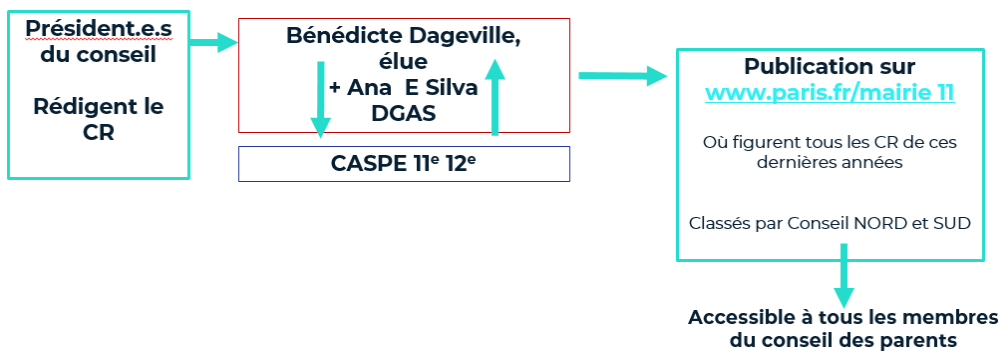 Président.e.s
du conseil
Rédigent le
CR
Bénédicte Dageville,
élue
+ Ana E Silva
DGAS
CASPE 11e 12e
Publication sur
www.paris.fr/mairie 11
Où figurent tous les CR de ces
dernières années
Classés par Conseil NORD et SUD
Accessible à tous les membres
du conseil des parents